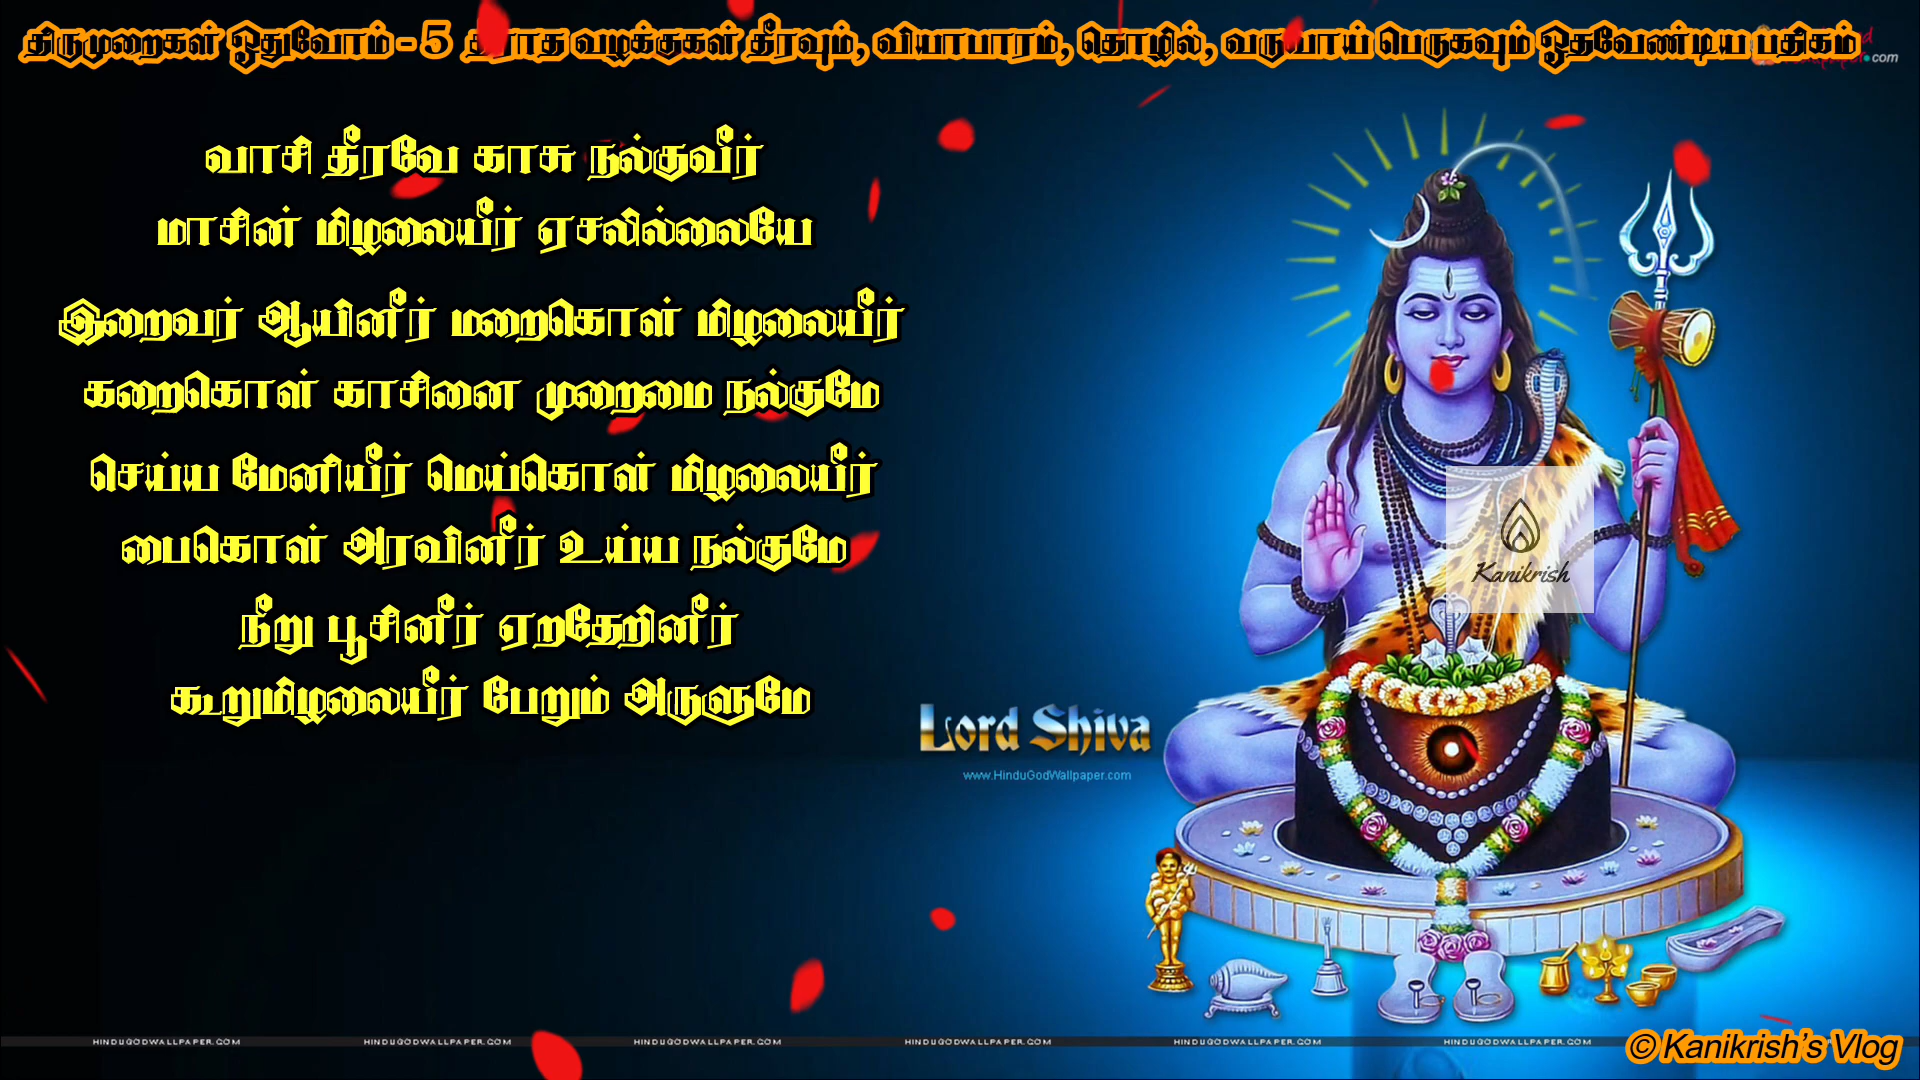 திருமுறைகள் ஓதுவோம் - 5 தீராத வழக்குகள் தீரவும், வியாபாரம், தொழில், வருவாய் பெருகவும் ஓதவேண்டிய பதிகம்
.com
வாசி தீரவே காசு நல்குவீர்
மாசின் மிழலையீர் ஏசலில்லையே
இறைவர் ஆயினீர் மறைகொள் மிழலையீர்
கறைகொள் காசினை முறைமை நல்குமே
செய்ய மேனியீர் மெய்கொள் மிழலையீர்
பைகொள் அரவினீர் உய்ய நல்குமே
நீறு பூசினீர் ஏறதேறினீர்
கூறுமிழலையீர் பேறும் அருளுமே
Kanikrish
Lord Shiva
www.HinduGodWallpaper.com
HINDUGODWALLPAPER.COM HINDUGODWALLPAPER.COM HINDUGODWALLPAPER.COM HINDUGODWALLPAPER.COM HINDUGODWALLPAPER.COM HINDUGODWALLPAPER.COM
© Kanikrish's Vlog